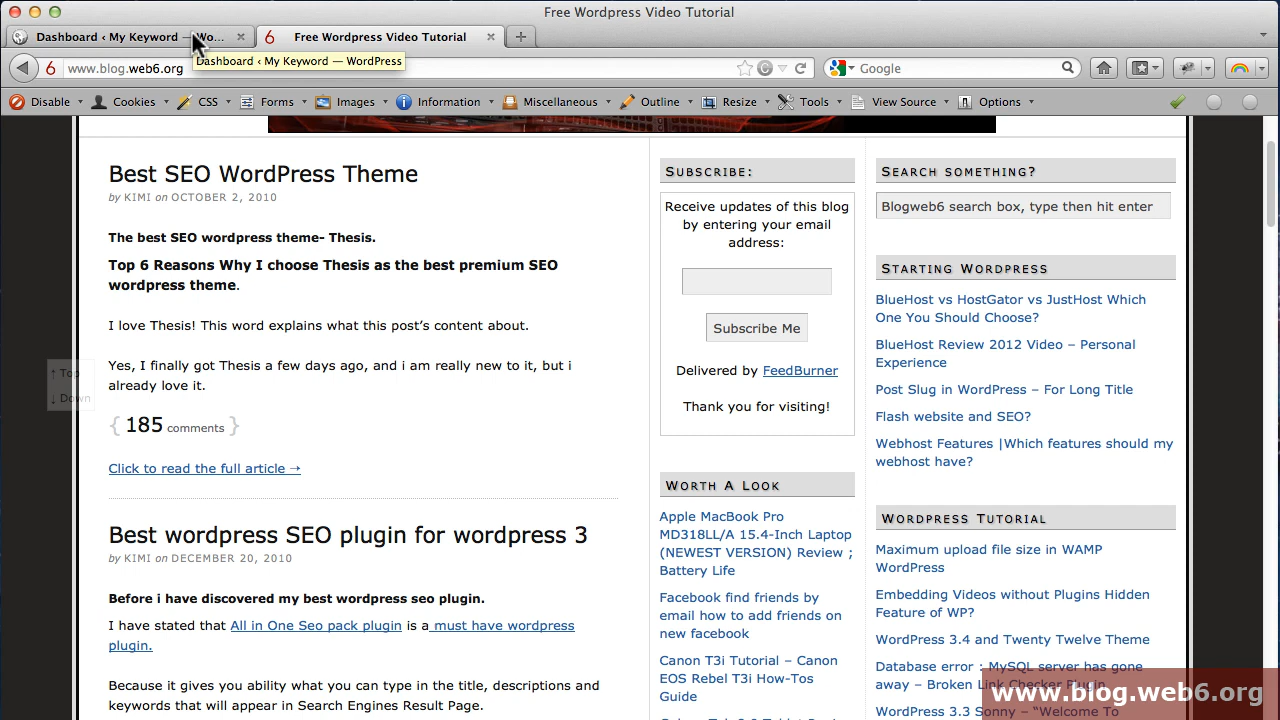 Free Wordpress Video Tutorial
Dashboard ‹ My Keyword — Wo...
Free Wordpress Video Tutorial
Dashboard ‹ My Keyword — WordPress
www.blog.web6.org
Google
Disable
Cookies
CSS
Forms
Images
Information
Miscellaneous
Outline
Resize
Tools
View Source
Options
Best SEO WordPress Theme
by KIMI on OCTOBER 2, 2010
The best SEO wordpress theme- Thesis.
Top 6 Reasons Why I choose Thesis as the best premium SEO
wordpress theme.
I love Thesis! This word explains what this post's content about.
Yes, I finally got Thesis a few days ago, and i am really new to it, but i
already love it.
{ 185 comments }
Click to read the full article →
↑ Top
↓ Down
Best wordpress SEO plugin for wordpress 3
by KIMI on DECEMBER 20, 2010
Before i have discovered my best wordpress seo plugin.
I have stated that All in One Seo pack plugin is a must have wordpress
plugin.
Because it gives you ability what you can type in the title, descriptions and
keywords that will appear in Search Engines Result Page.
SUBSCRIBE:
Receive updates of this blog
by entering your email
address:
Subscribe Me
Delivered by FeedBurner
Thank you for visiting!
WORTH A LOOK
Apple MacBook Pro
MD318LL/A 15.4-Inch Laptop
(NEWEST VERSION) Review ;
Battery Life
Facebook find friends by
email how to add friends on
new facebook
Canon T3i Tutorial – Canon
EOS Rebel T3i How-Tos
Guide
SEARCH SOMETHING?
Blogweb6 search box, type then hit enter
STARTING WORDPRESS
BlueHost vs HostGator vs JustHost Which
One You Should Choose?
BlueHost Review 2012 Video – Personal
Experience
Post Slug in WordPress – For Long Title
Flash website and SEO?
Webhost Features |Which features should my
webhost have?
WORDPRESS TUTORIAL
Maximum upload file size in WAMP
WordPress
Embedding Videos without Plugins Hidden
Feature of WP?
WordPress 3.4 and Twenty Twelve Theme
Database error : MySQL server has gone
away – Broken Link Checker Plugin
WordPress 3.3 Sonny – "Welcome To
www.blog.web6.org